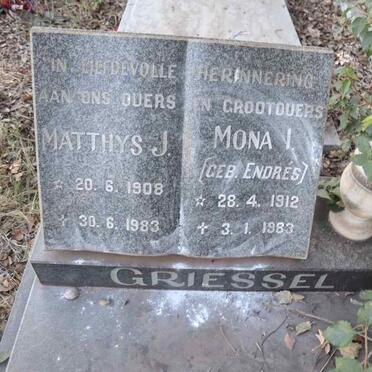 IN LIEFDEVOLLE HERINNERING
AAN ONS OUERS EN GROOTOUERS
MATTHYS J.
☆ 20. 6. 1908
✝ 30. 6. 1983
MONA I.
(GEB. ENDRES)
☆ 28. 4. 1912
✝ 3. 1. 1983
GRIESSEL